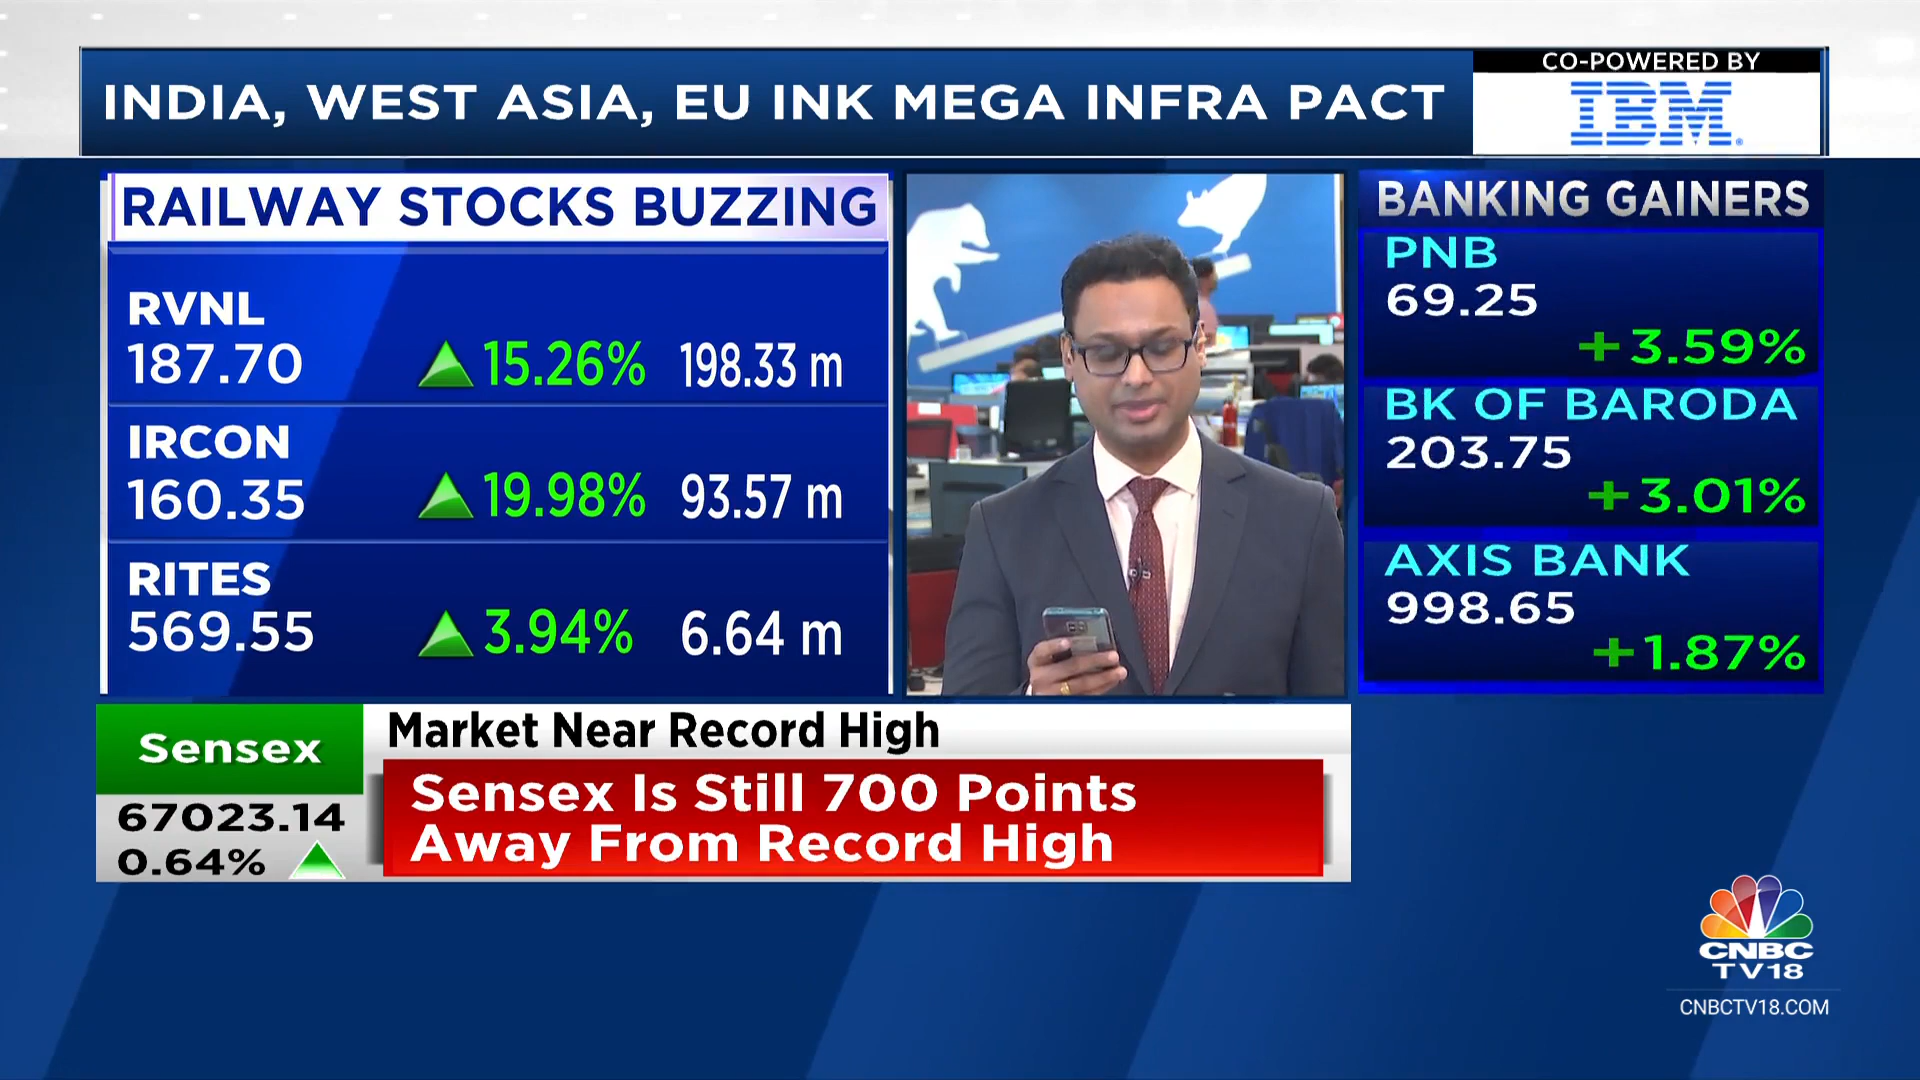 INDIA, WEST ASIA, EU INK MEGA INFRA PACT
CO-POWERED BY
IBM
RAILWAY STOCKS BUZZING
RVNL
187.70 15.26% 198.33 m
IRCON
160.35 19.98% 93.57 m
RITES
569.55 3.94% 6.64 m
BANKING GAINERS
PNB
69.25
+3.59%
BK OF BARODA
203.75
+3.01%
AXIS BANK
998.65
+1.87%
Sensex
67023.14
0.64%
Market Near Record High
Sensex Is Still 700 Points
Away From Record High
CNBC
TV18
CNBCTV18.COM